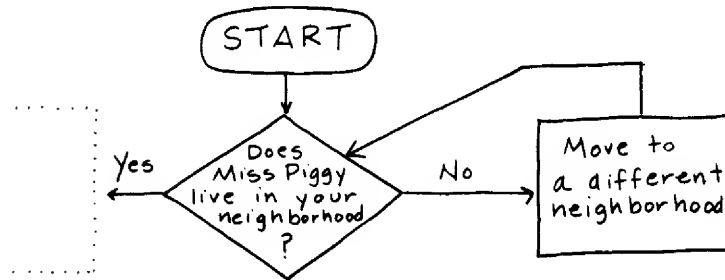 START
Does
Miss Piggy
live in your
neighborhood
?
Yes
No
Move to
a different
neighborhood